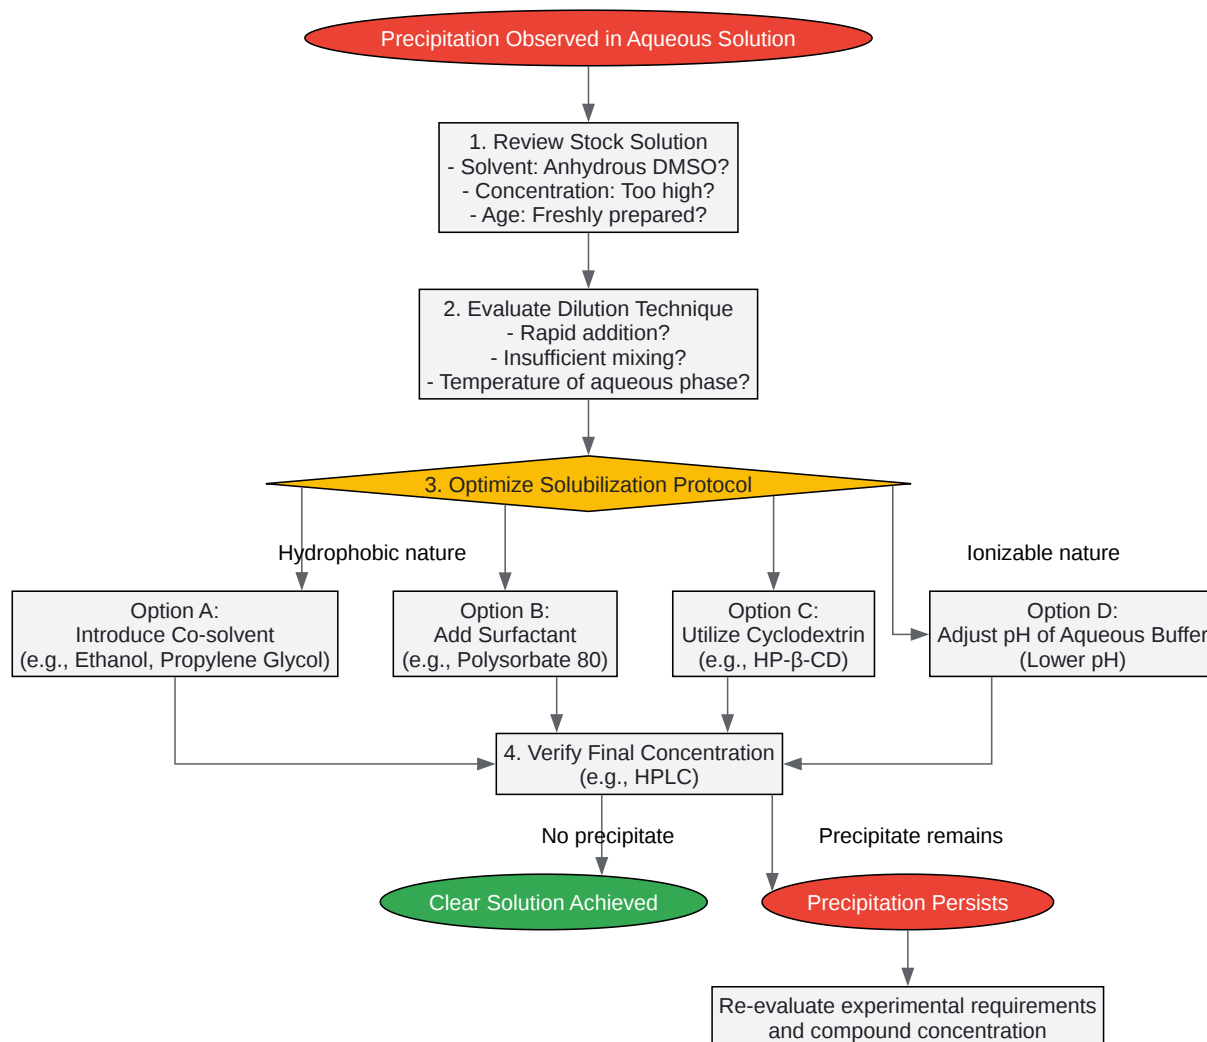 Precipitation Observed in Aqueous Solution
1. Review Stock Solution
- Solvent: Anhydrous DMSO?
- Concentration: Too high?
- Age: Freshly prepared?
2. Evaluate Dilution Technique
- Rapid addition?
- Insufficient mixing?
- Temperature of aqueous phase?
3. Optimize Solubilization Protocol
Hydrophobic nature
Ionizable nature
Option A:
Introduce Co-solvent
(e.g., Ethanol, Propylene Glycol)
Option B:
Add Surfactant
(e.g., Polysorbate 80)
Option C:
Utilize Cyclodextrin
(e.g., HP-β-CD)
Option D:
Adjust pH of Aqueous Buffer
(Lower pH)
4. Verify Final Concentration
(e.g., HPLC)
No precipitate
Precipitate remains
Clear Solution Achieved
Precipitation Persists
Re-evaluate experimental requirements
and compound concentration